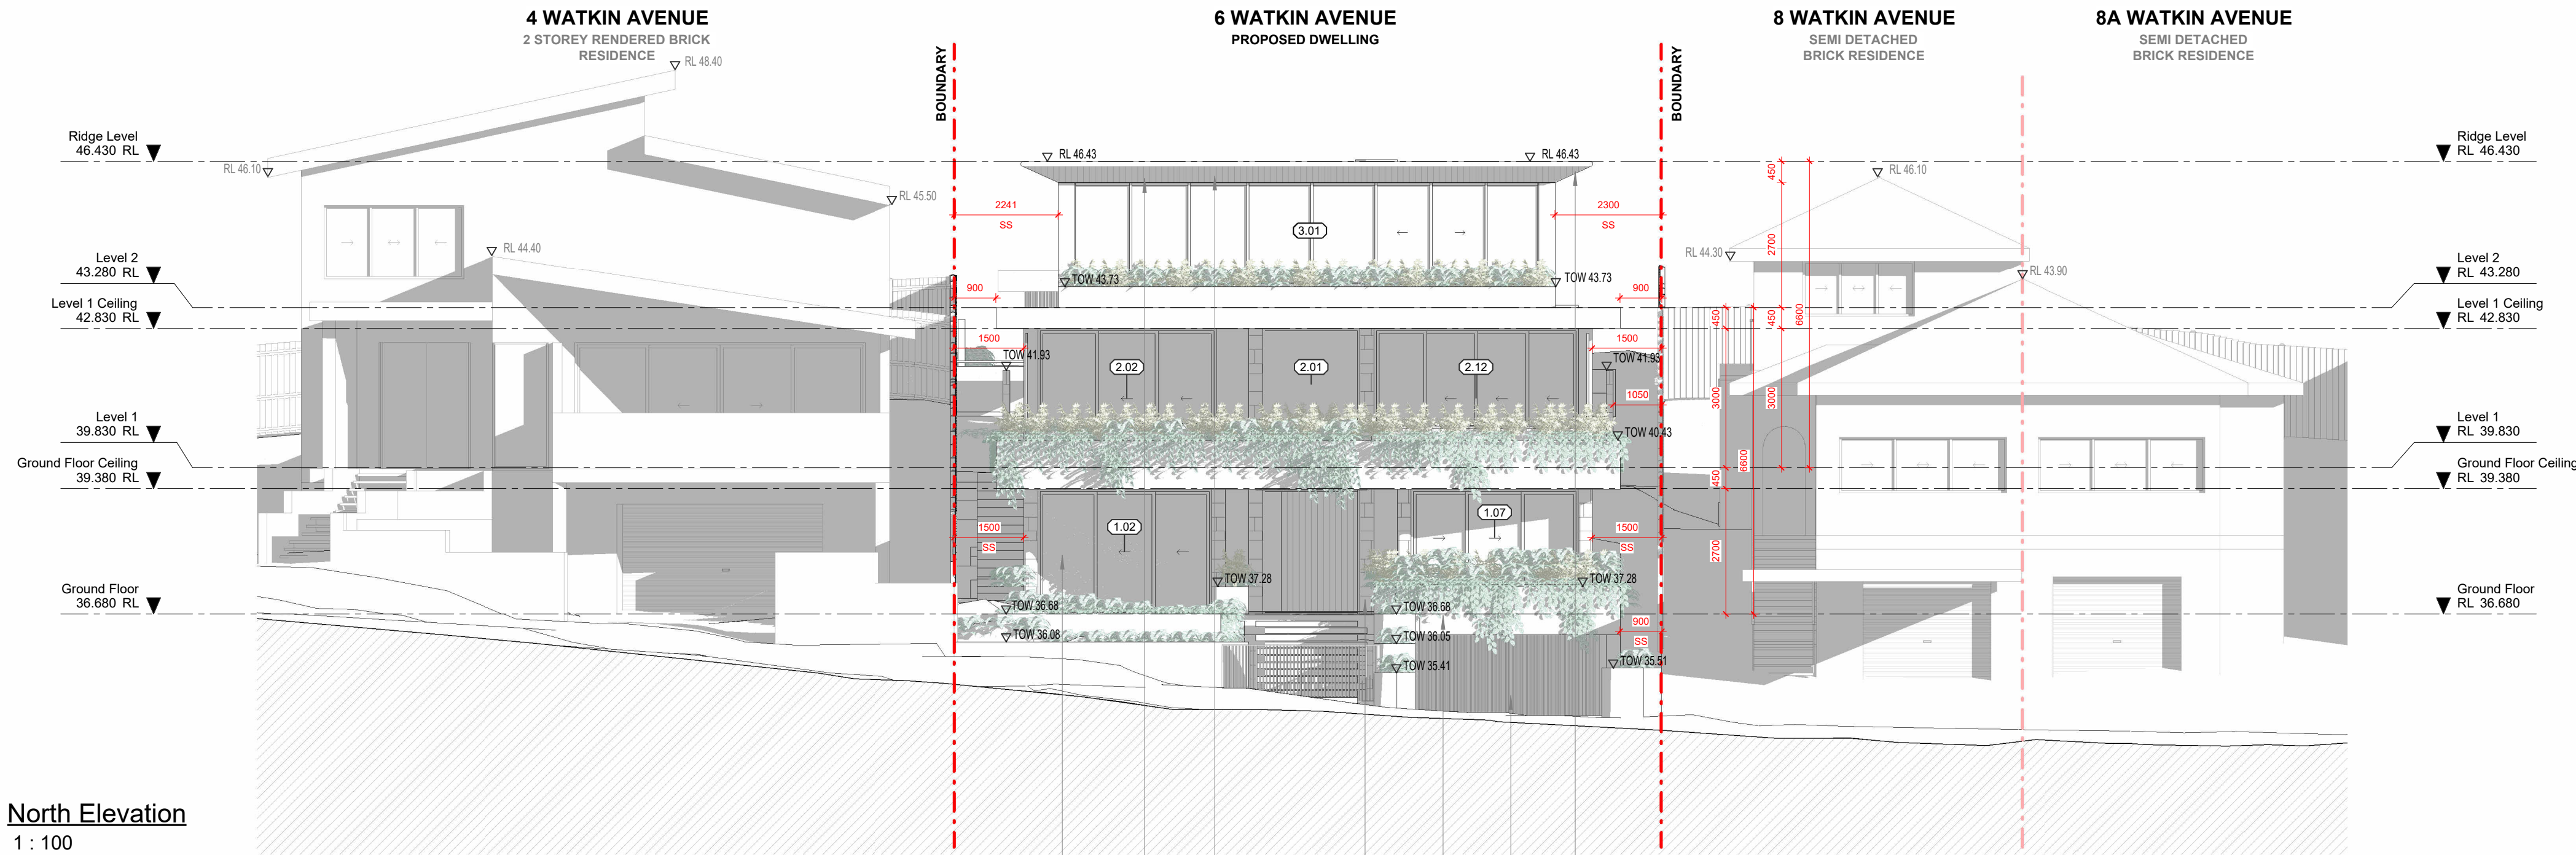 4 WATKIN AVENUE
2 STOREY RENDERED BRICK
RESIDENCE
6 WATKIN AVENUE
PROPOSED DWELLING
8 WATKIN AVENUE
SEMI DETACHED
BRICK RESIDENCE
8A WATKIN AVENUE
SEMI DETACHED
BRICK RESIDENCE
BOUNDARY
BOUNDARY
Ridge Level
46.430 RL
Level 2
43.280 RL
Level 1 Ceiling
42.830 RL
Level 1
39.830 RL
Ground Floor Ceiling
39.380 RL
Ground Floor
36.680 RL
RL 48.40
RL 46.10
RL 45.50
RL 44.40
RL 46.43
RL 46.43
2241
SS
2300
SS
3.01
TOW 43.73
TOW 43.73
900
900
1500
1500
TOW 41.93
TOW 41.93
2.02
2.01
2.12
1050
TOW 40.43
1.02
1.07
1500
SS
1500
SS
TOW 37.28
TOW 37.28
TOW 36.68
TOW 36.68
TOW 36.08
TOW 36.05
900
SS
TOW 35.41
TOW 35.51
450
2700
450
450
6600
3000
3000
6600
450
2700
RL 46.10
RL 44.30
RL 43.90
Ridge Level
RL 46.430
Level 2
RL 43.280
Level 1 Ceiling
RL 42.830
Level 1
RL 39.830
Ground Floor Ceiling
RL 39.380
Ground Floor
RL 36.680
North Elevation
1 : 100